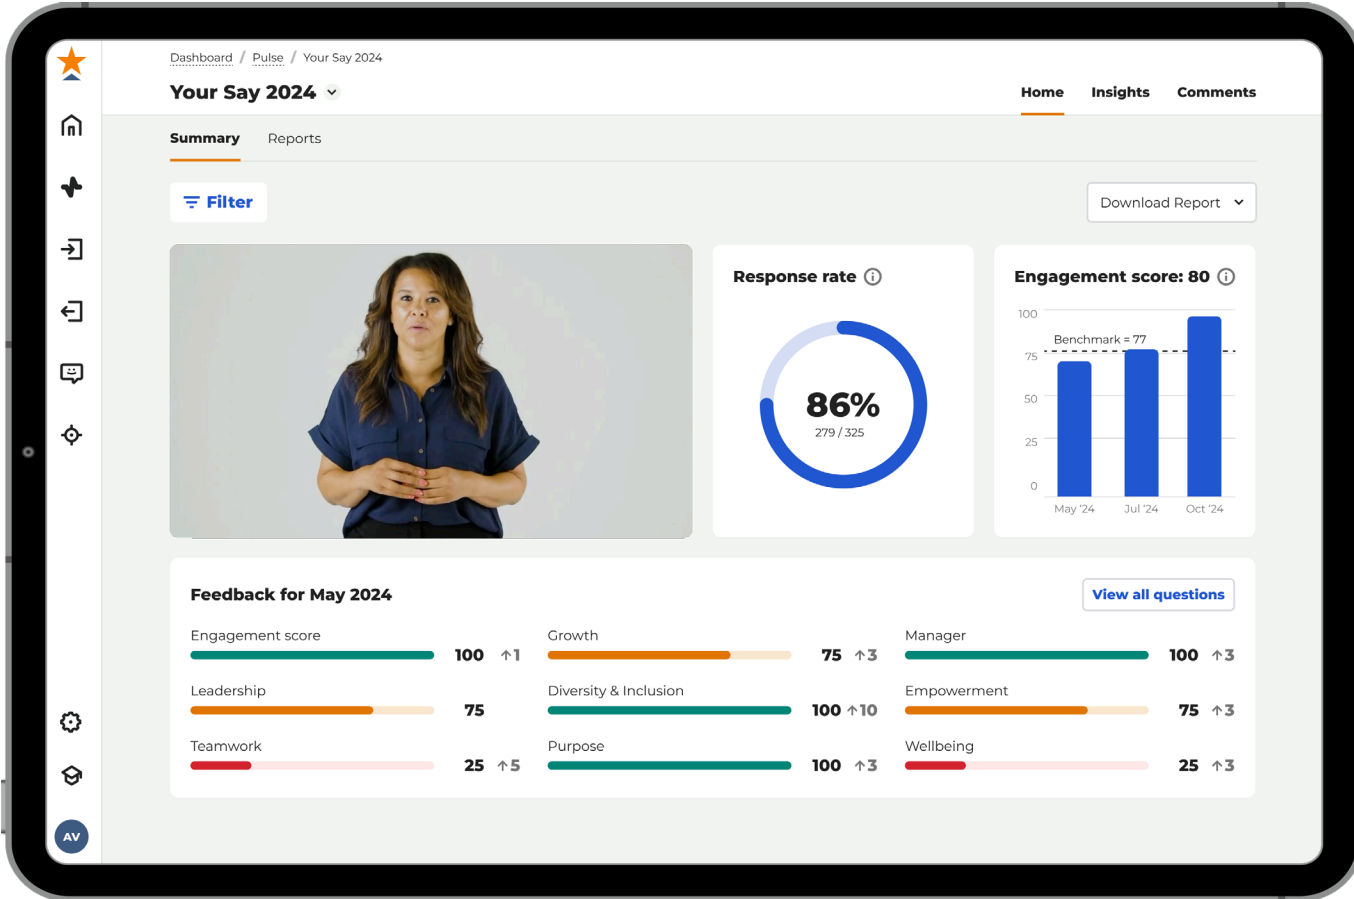 Dashboard / Pulse / Your Say 2024
Your Say 2024
Home Insights Comments
Summary Reports
Filter
Download Report
Response rate
86%
279 / 325
Engagement score: 80
100
Benchmark = 77
75
50
25
0
May '24 Jul '24 Oct '24
Feedback for May 2024
View all questions
Engagement score
100 ↑1
Growth
75 ↑3
Manager
100 ↑3
Leadership
75
Diversity & Inclusion
100 ↑10
Empowerment
75 ↑3
Teamwork
25 ↑5
Purpose
100 ↑3
Wellbeing
25 ↑3
AV